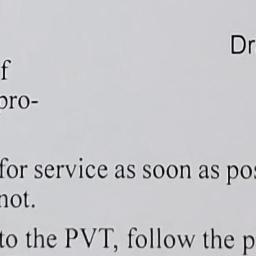 Dr
f
pro-
for service as soon as pos
not.
to the PVT, follow the p